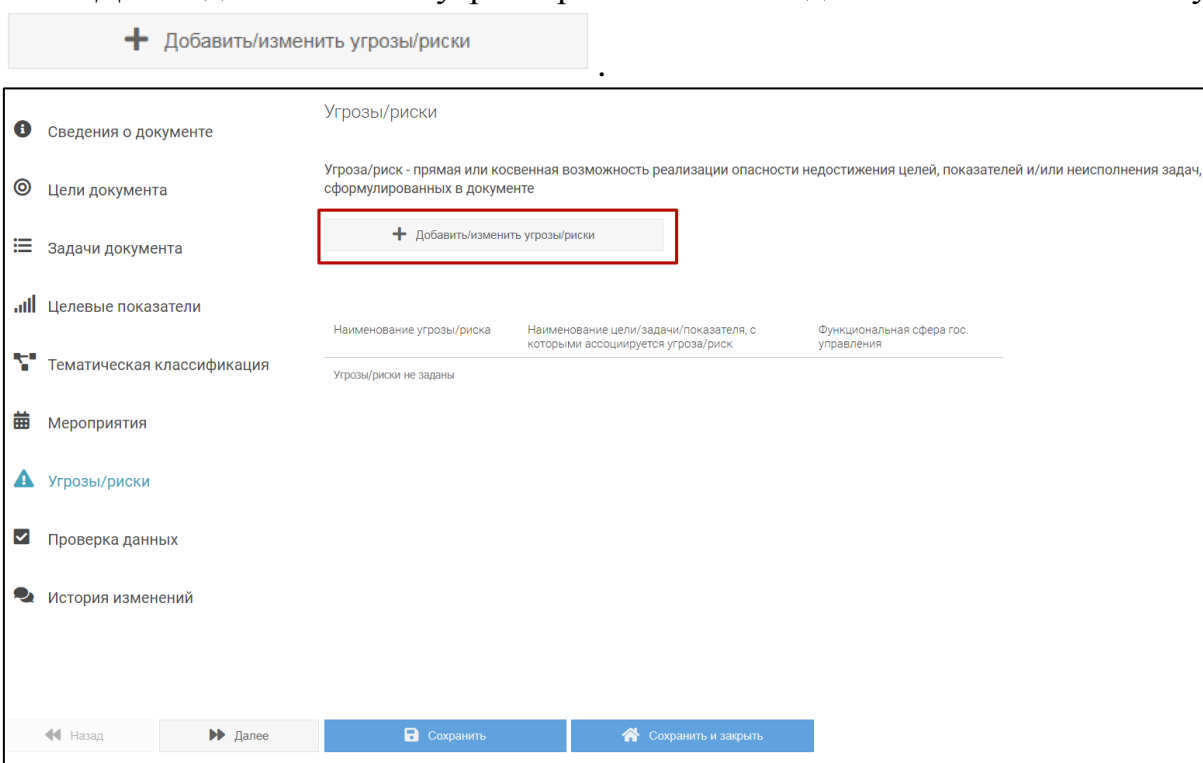 Добавить/изменить угрозы/риски
.
Угрозы/риски
Сведения о документе
Угроза/риск - прямая или косвенная возможность реализации опасности недостижения целей, показателей и/или неисполнения задач,
сформулированных в документе
Цели документа
Добавить/изменить угрозы/риски
Задачи документа
Целевые показатели
Наименование угрозы/риска
Наименование цели/задачи/показателя, с
которыми ассоциируется угроза/риск
Функциональная сфера гос.
управления
Тематическая классификация
Угрозы/риски не заданы
Мероприятия
Угрозы/риски
Проверка данных
История изменений
Назад
Далее
Сохранить
Сохранить и закрыть